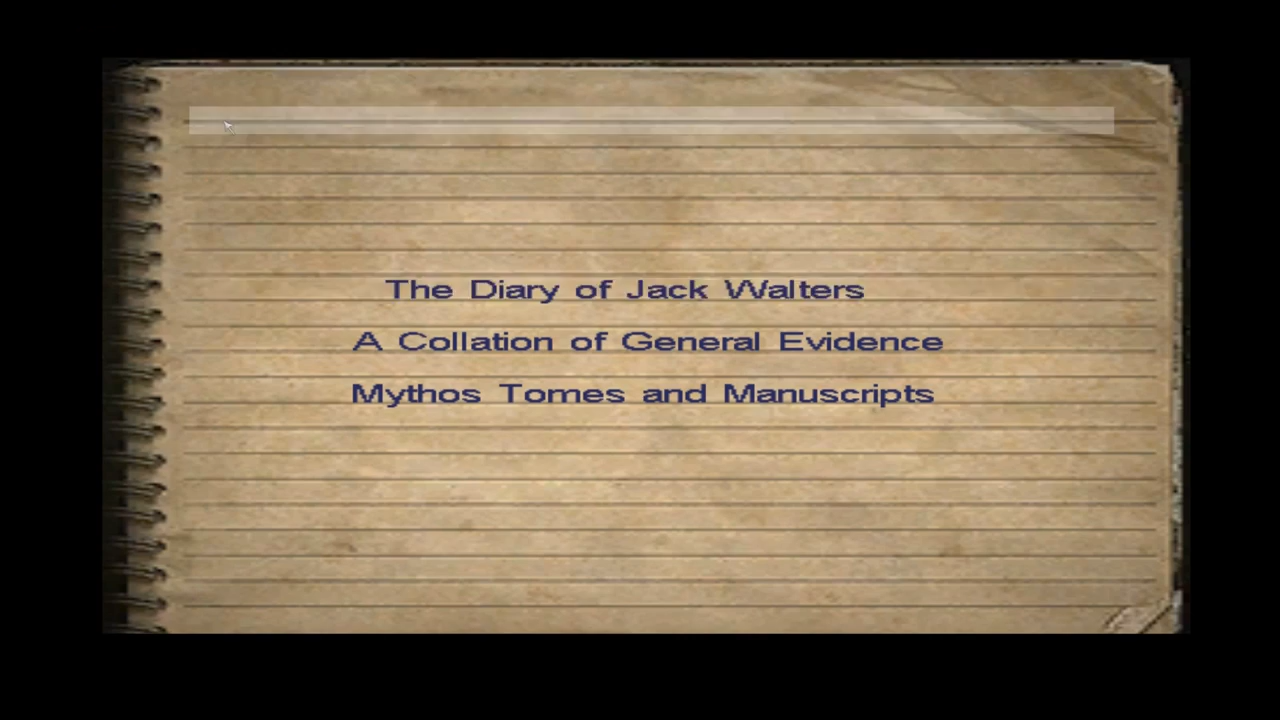 The Diary of Jack Walters
A Collation of General Evidence
Mythos Tomes and Manuscripts